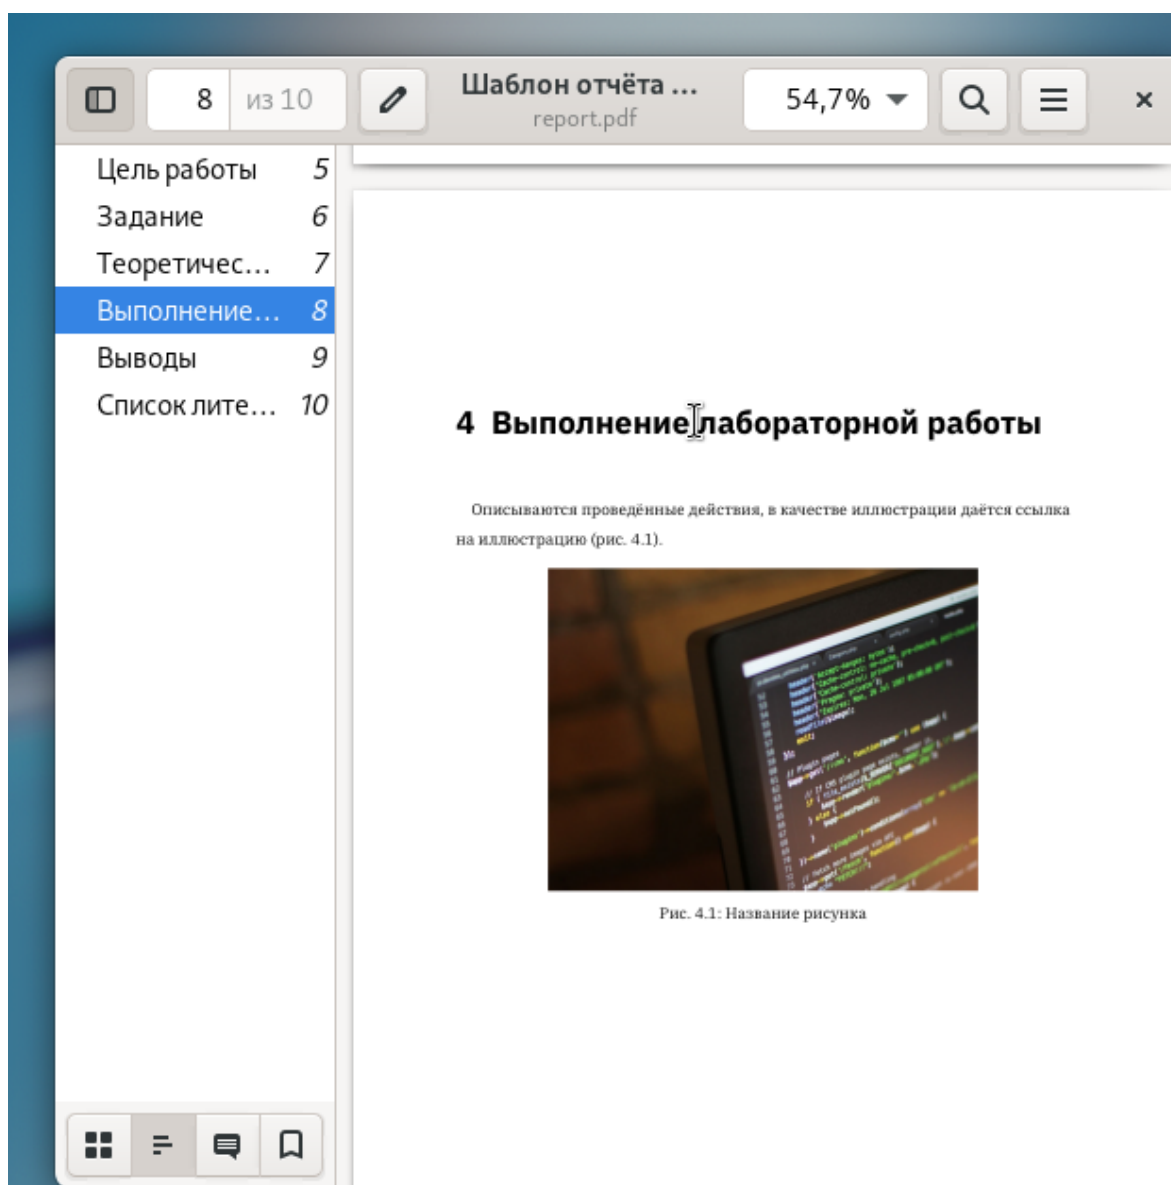 8 из 10
Шаблон отчёта ...
report.pdf
54,7%
Цель работы 5
Задание 6
Теоретичес... 7
Выполнение... 8
Выводы 9
Список лите... 10
4 Выполнение лабораторной работы
Описываются проведённые действия, в качестве иллюстрации даётся ссылка
на иллюстрацию (рис. 4.1).
Рис. 4.1: Название рисунка